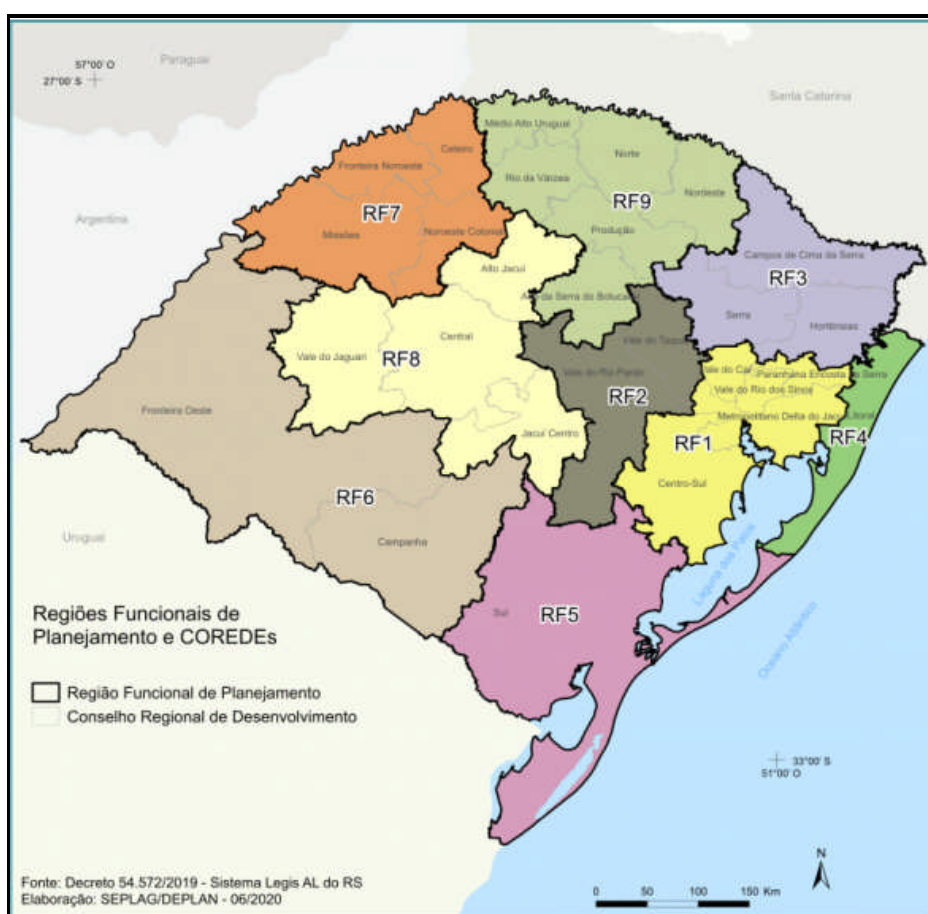 57°00' O
27°00' S
Paraguai
Santa Catarina
Argentina
Médio Alto Uruguai
Celeiro
Norte
Fronteira Noroeste
Rio da Várzea
Nordeste
RF7
RF9
Missões
Noroeste Colonial
Produção
Campos de Cima da Serra
Alto Jacuí
RF3
Alto da Serra do Botucaraí
Serra
Hortênsias
Central
Vale do Taquari
Vale do Jaguari
RF8
Vale do Rio Pardo
Vale do Caí
Paranhana Encosta da Serra
RF2
Vale do Rio dos Sinos
Fronteira Oeste
Metropolitano Delta do Jacuí
Litoral
Jacuí Centro
RF1
RF4
Centro-Sul
RF6
Uruguai
Campanha
Laguna dos Patos
Regiões Funcionais de
Planejamento e COREDEs
Sul
RF5
Oceano Atlântico
Região Funcional de Planejamento
Conselho Regional de Desenvolvimento
33°00' S
51°00' O
N
Fonte: Decreto 54.572/2019 - Sistema Legis AL do RS
Elaboração: SEPLAG/DEPLAN - 06/2020
0 50 100 150 Km